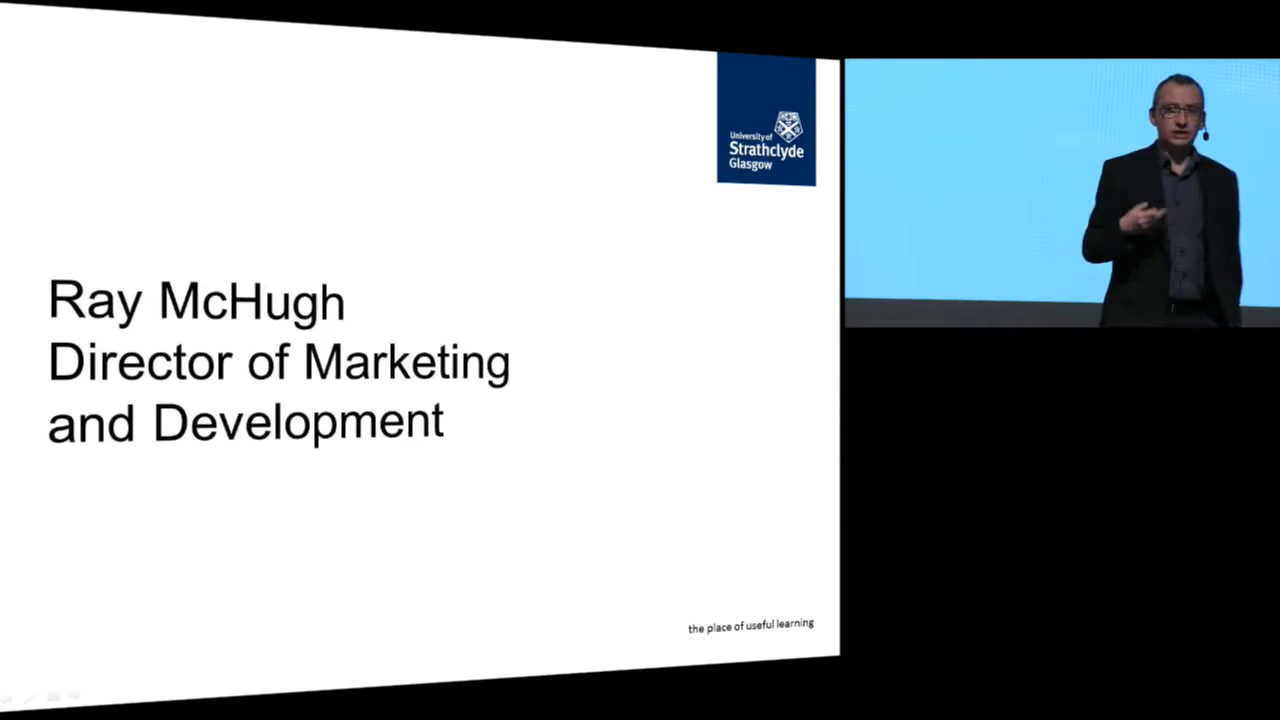 University of
Strathclyde
Glasgow
Ray McHugh
Director of Marketing
and Development
the place of useful learning